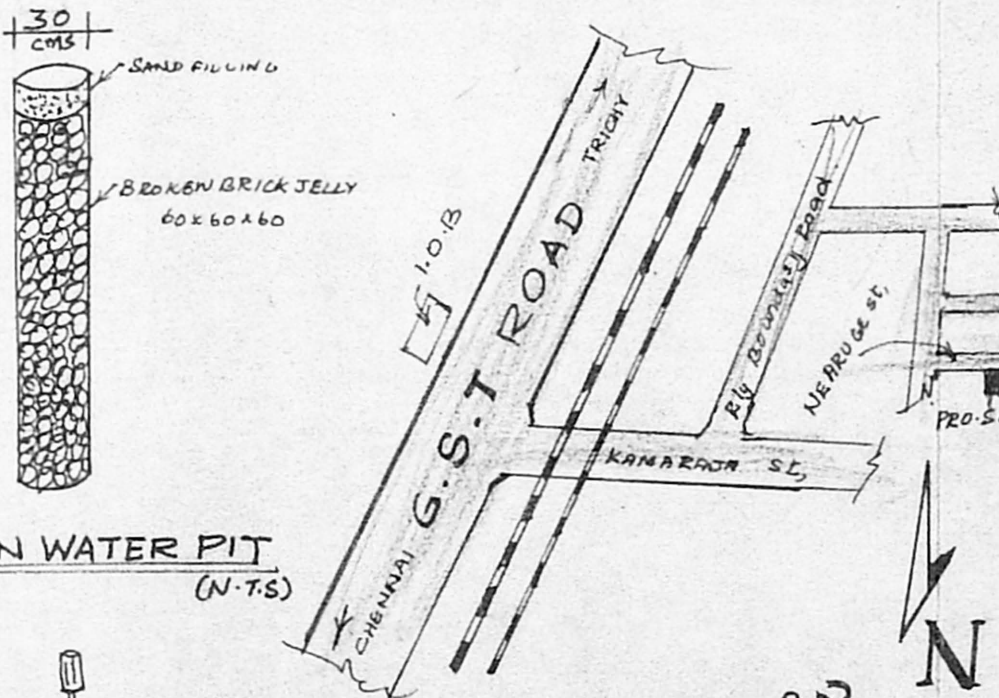 30
CMS
SAND FILLING
BROKEN BRICK JELLY
60x60x60
N WATER PIT
(N.T.S)
I.O.B
G.S.T ROAD
TRICHY
CHENNAI
Rly Boundary Road
NEARUGE St,
KAMARAJA St,
PRO.S
N